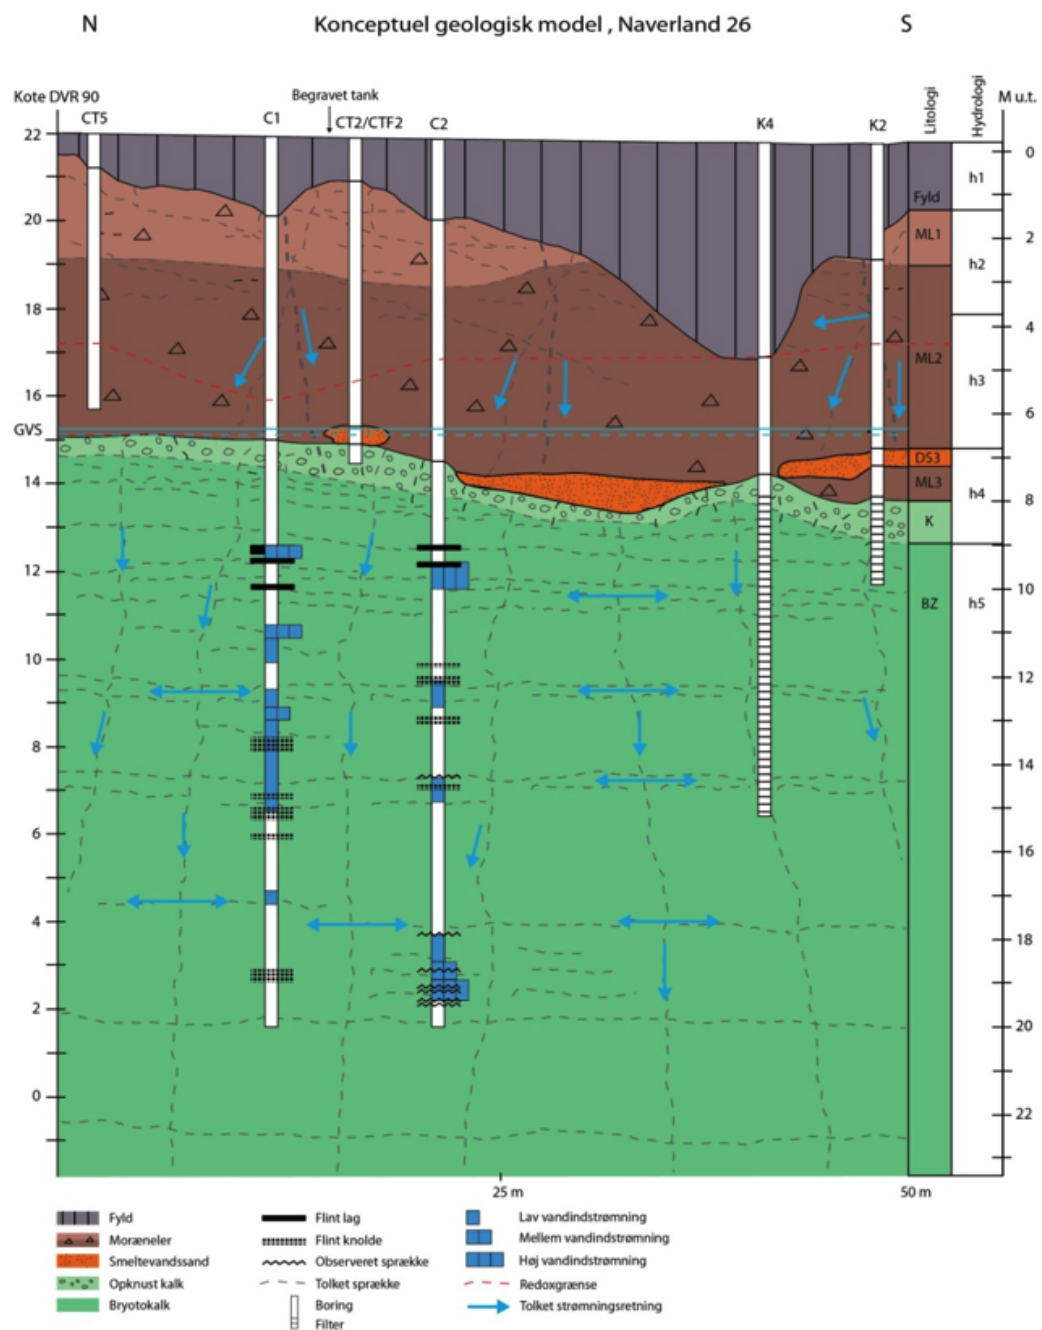 N Konceptuel geologisk model , Naverland 26 S
Kote DVR 90
Begravet tank
Litologi
Hydrologi
M u.t.
CT5 C1 CT2/CTF2 C2 K4 K2
22
20
18
16
GVS
14
12
10
8
6
4
2
0
Fyld
ML1
ML2
DS3
ML3
K
BZ
h1
h2
h3
h4
h5
0
2
4
6
8
10
12
14
16
18
20
22
25 m 50 m
Fyld
Moræneler
Smeltevandssand
Opknust kalk
Bryotokalk
Flint lag
Flint knolde
Observeret sprække
Tolket sprække
Boring
Filter
Lav vandindstrømning
Mellem vandindstrømning
Høj vandindstrømning
Redoxgrænse
Tolket strømningsretning